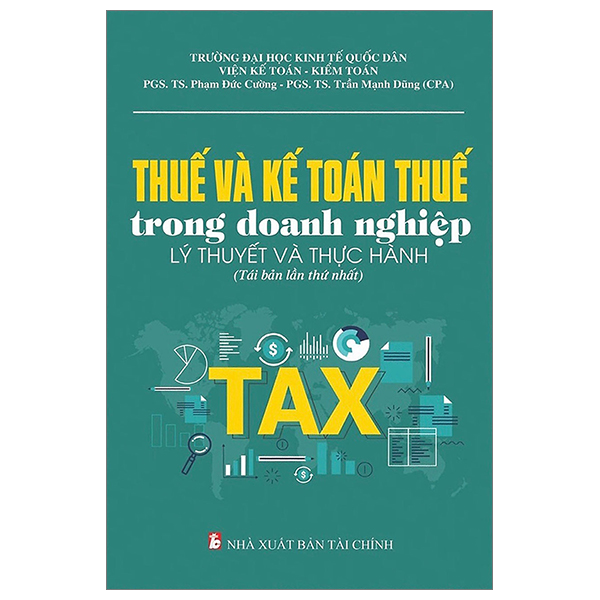 TRƯỜNG ĐẠI HỌC KINH TẾ QUỐC DÂN
VIỆN KẾ TOÁN - KIỂM TOÁN
PGS. TS. Phạm Đức Cường - PGS. TS. Trần Mạnh Dũng (CPA)
THUẾ VÀ KẾ TOÁN THUẾ
trong doanh nghiệp
LÝ THUYẾT VÀ THỰC HÀNH
(Tái bản lần thứ nhất)
TAX
NHÀ XUẤT BẢN TÀI CHÍNH